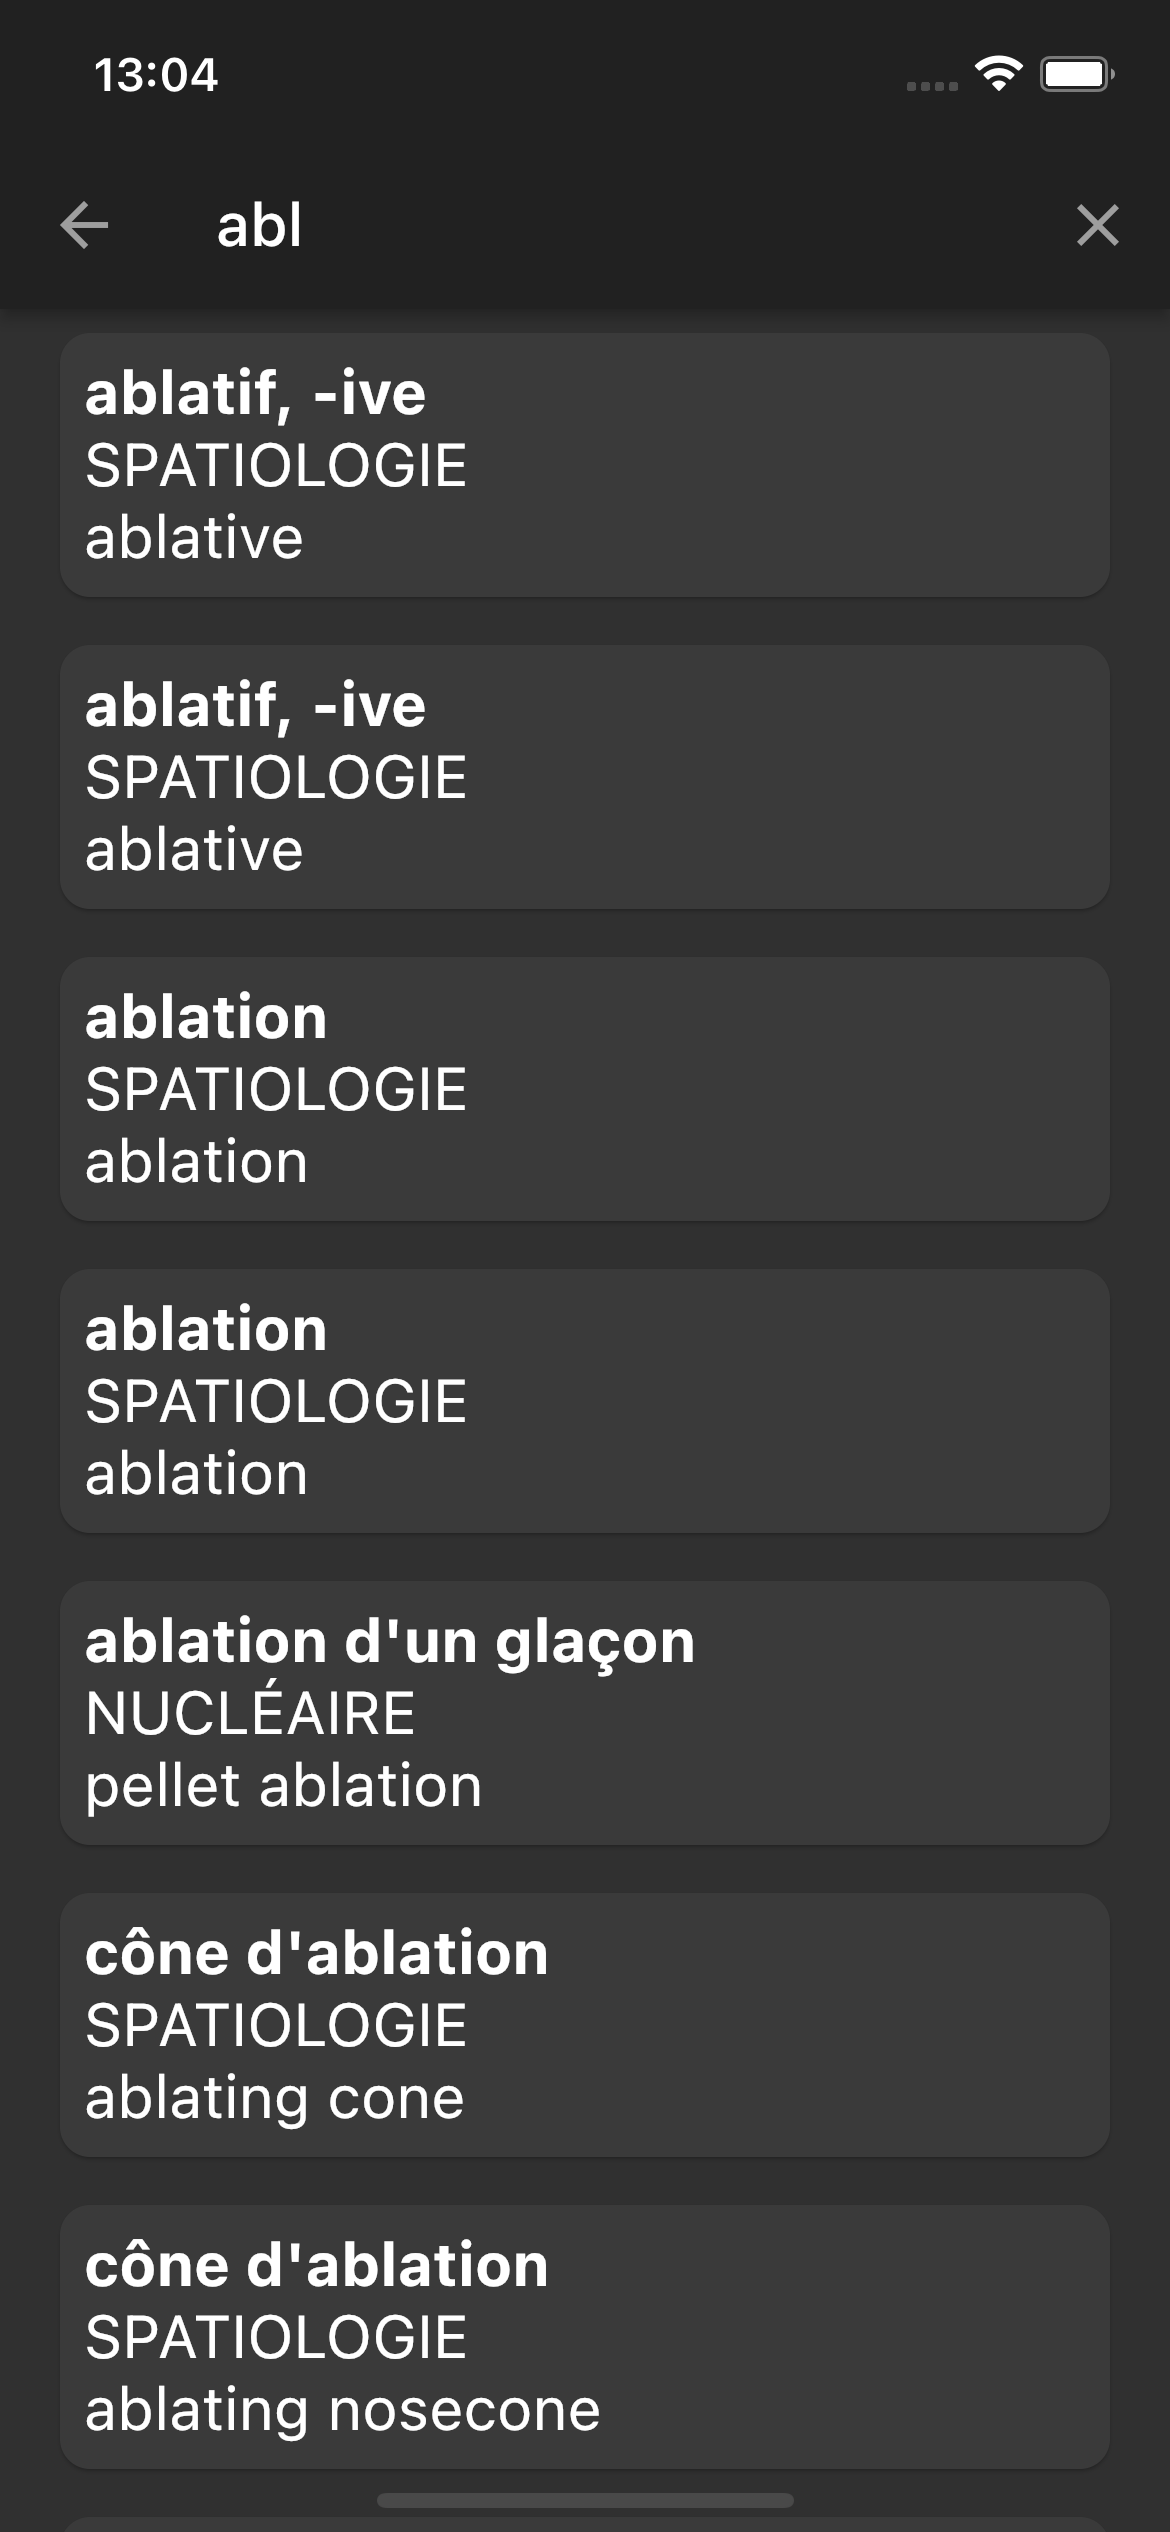 13:04
abl
ablatif, -ive
SPATIOLOGIE
ablative
ablatif, -ive
SPATIOLOGIE
ablative
ablation
SPATIOLOGIE
ablation
ablation
SPATIOLOGIE
ablation
ablation d'un glaçon
NUCLÉAIRE
pellet ablation
cône d'ablation
SPATIOLOGIE
ablating cone
cône d'ablation
SPATIOLOGIE
ablating nosecone